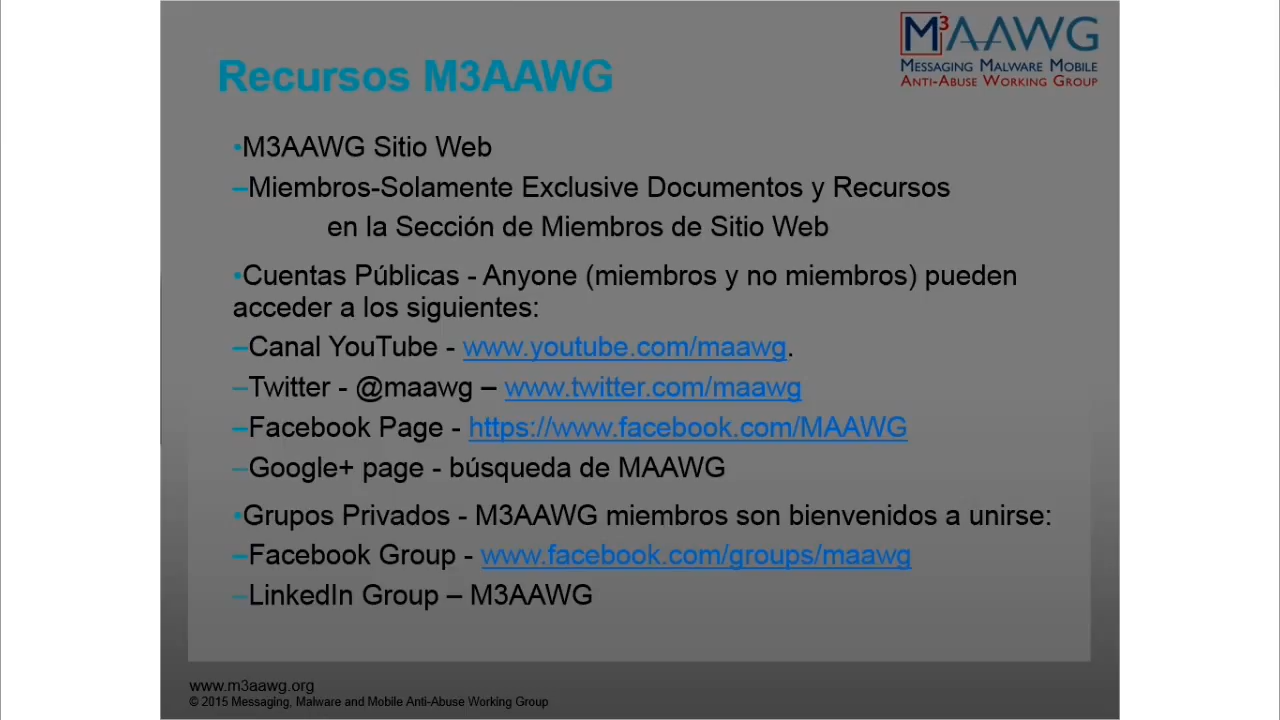 M3AAWG
Messaging Malware Mobile
Anti-Abuse Working Group
Recursos M3AAWG
•M3AAWG Sitio Web
–Miembros-Solamente Exclusive Documentos y Recursos
en la Sección de Miembros de Sitio Web
•Cuentas Públicas - Anyone (miembros y no miembros) pueden
acceder a los siguientes:
–Canal YouTube - www.youtube.com/maawg.
–Twitter - @maawg – www.twitter.com/maawg
–Facebook Page - https://www.facebook.com/MAAWG
–Google+ page - búsqueda de MAAWG
•Grupos Privados - M3AAWG miembros son bienvenidos a unirse:
–Facebook Group - www.facebook.com/groups/maawg
–LinkedIn Group – M3AAWG
www.m3aawg.org
© 2015 Messaging, Malware and Mobile Anti-Abuse Working Group